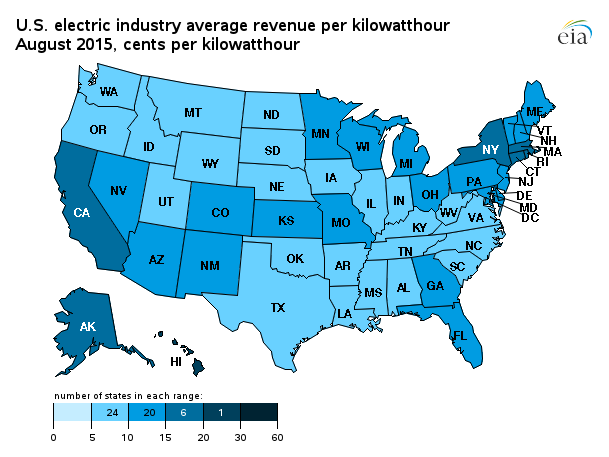 U.S. electric industry average revenue per kilowatthour
August 2015, cents per kilowatthour
eia
WA
MT
ND
MN
ME
OR
ID
WY
SD
WI
MI
NY
VT
NH
MA
RI
CT
NJ
NV
UT
NE
IA
IL
IN
OH
PA
DE
MD
DC
CA
CO
KS
MO
KY
WV
VA
AZ
NM
OK
AR
TN
NC
SC
TX
LA
MS
AL
GA
FL
AK
HI
number of states in each range:
24 20 6 1
0 5 10 15 20 30 60